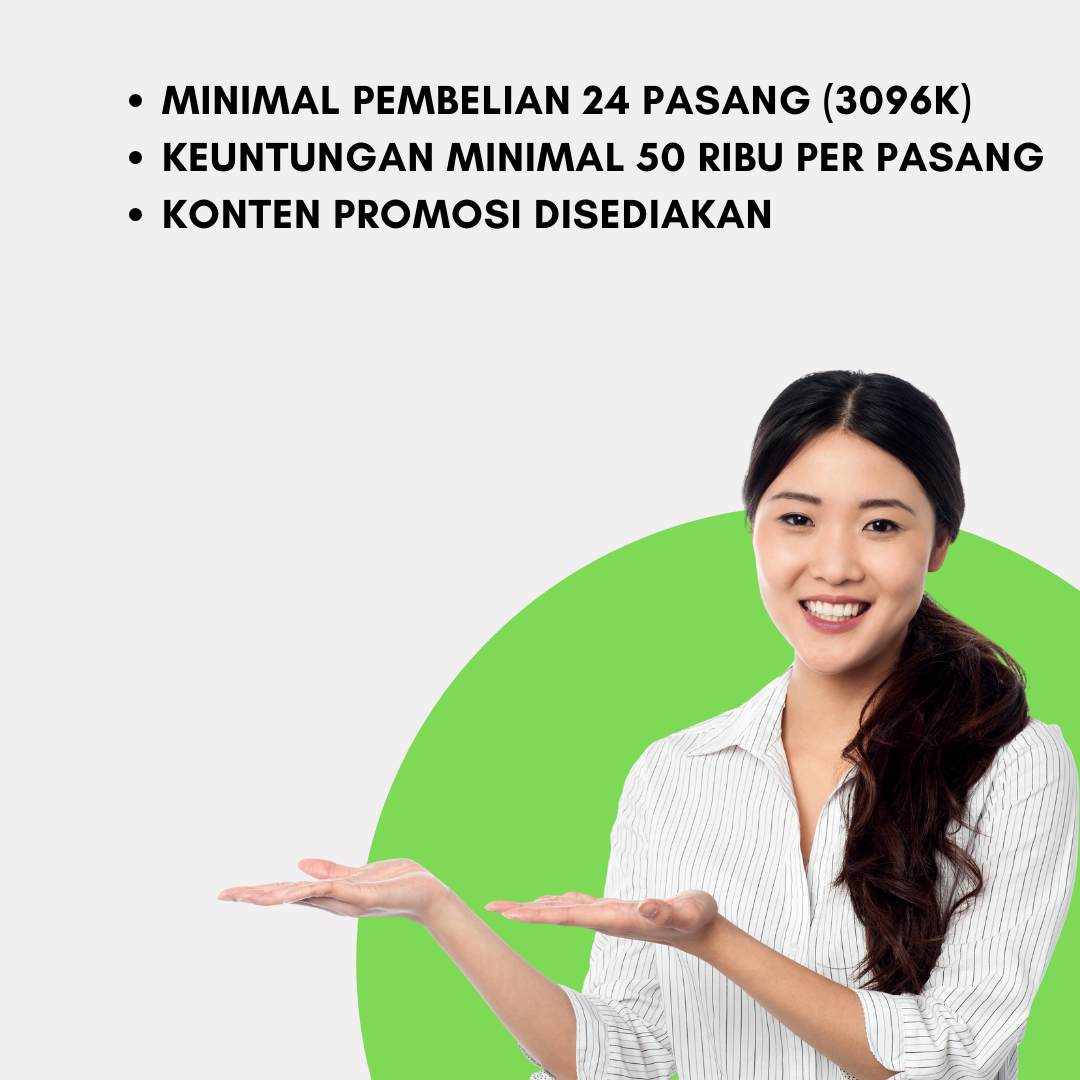 • MINIMAL PEMBELIAN 24 PASANG (3096K)
• KEUNTUNGAN MINIMAL 50 RIBU PER PASANG
• KONTEN PROMOSI DISEDIAKAN